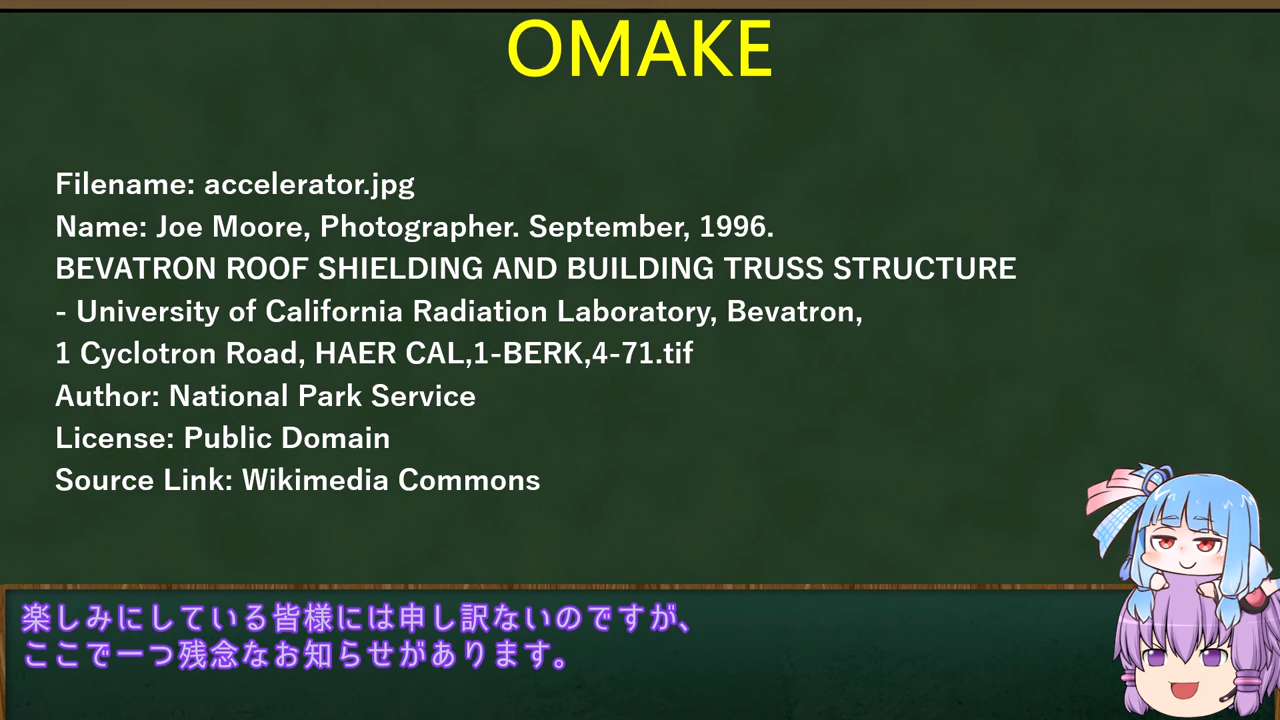 OMAKE
Filename: accelerator.jpg
Name: Joe Moore, Photographer. September, 1996.
BEVATRON ROOF SHIELDING AND BUILDING TRUSS STRUCTURE
- University of California Radiation Laboratory, Bevatron,
1 Cyclotron Road, HAER CAL,1-BERK,4-71.tif
Author: National Park Service
License: Public Domain
Source Link: Wikimedia Commons
楽しみにしている皆様には申し訳ないのですが、
ここで一つ残念なお知らせがあります。